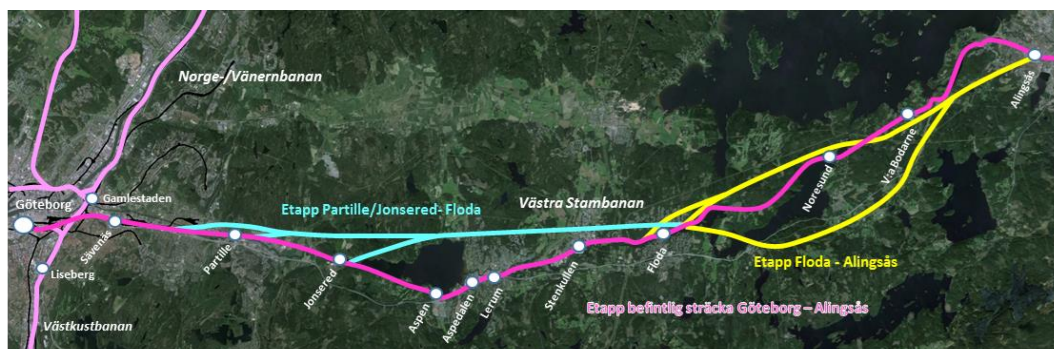 Norge-/Vänernbanan
Göteborg
Gamlestaden
Sävenäs
Liseberg
Västkustbanan
Partille
Etapp Partille/Jonsered- Floda
Jonsered
Aspen
Aspedalen
Lerum
Västra Stambanan
Stenkullen
Floda
Noresund
V:a Bodarne
Alingsås
Etapp Floda - Alingsås
Etapp befintlig sträcka Göteborg – Alingsås